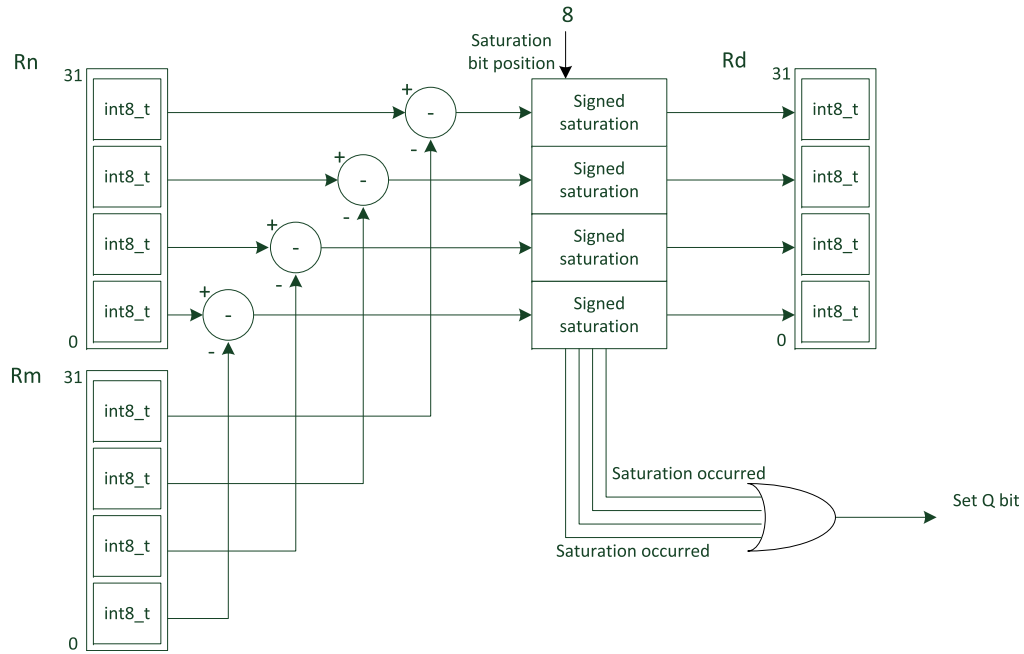 8
Saturation
bit position
Rn
31
int8_t
int8_t
int8_t
int8_t
0
+
-
-
+
-
-
+
-
-
+
-
-
Signed
saturation
Signed
saturation
Signed
saturation
Signed
saturation
Rd
31
int8_t
int8_t
int8_t
int8_t
0
Rm
31
int8_t
int8_t
int8_t
int8_t
0
Saturation occurred
Saturation occurred
Set Q bit